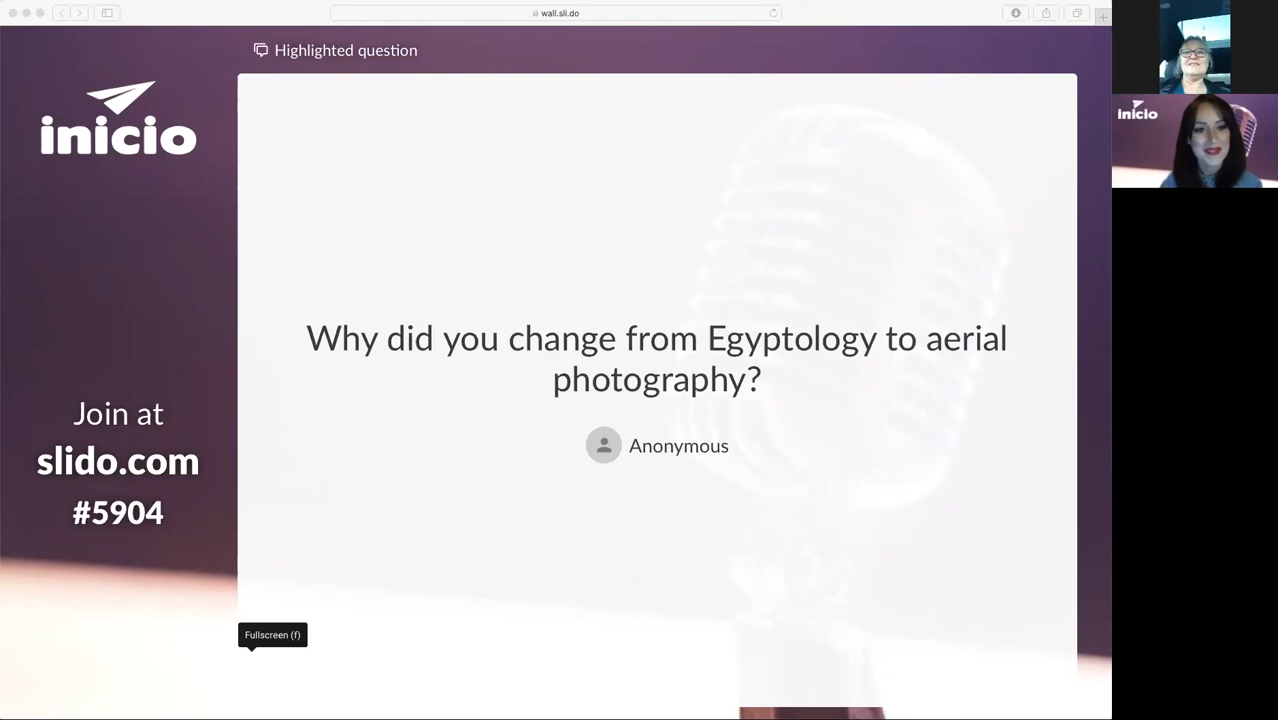 wall.sli.do
Highlighted question
inicio
Why did you change from Egyptology to aerial
photography?
Anonymous
Join at
slido.com
#5904
Fullscreen (f)
inicio